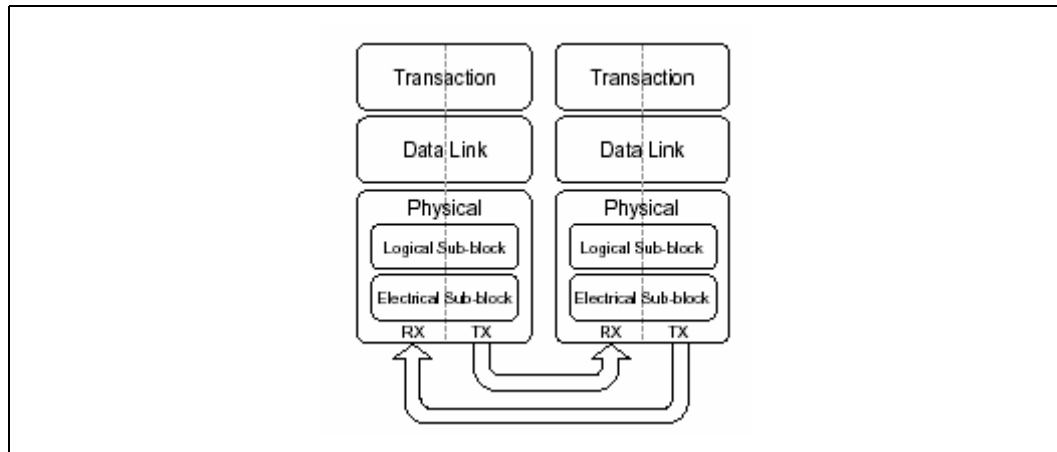 Transaction
Transaction
Data Link
Data Link
Physical
Physical
Logical Sub-block
Logical Sub-block
Electrical Sub-block
Electrical Sub-block
RX TX
RX TX